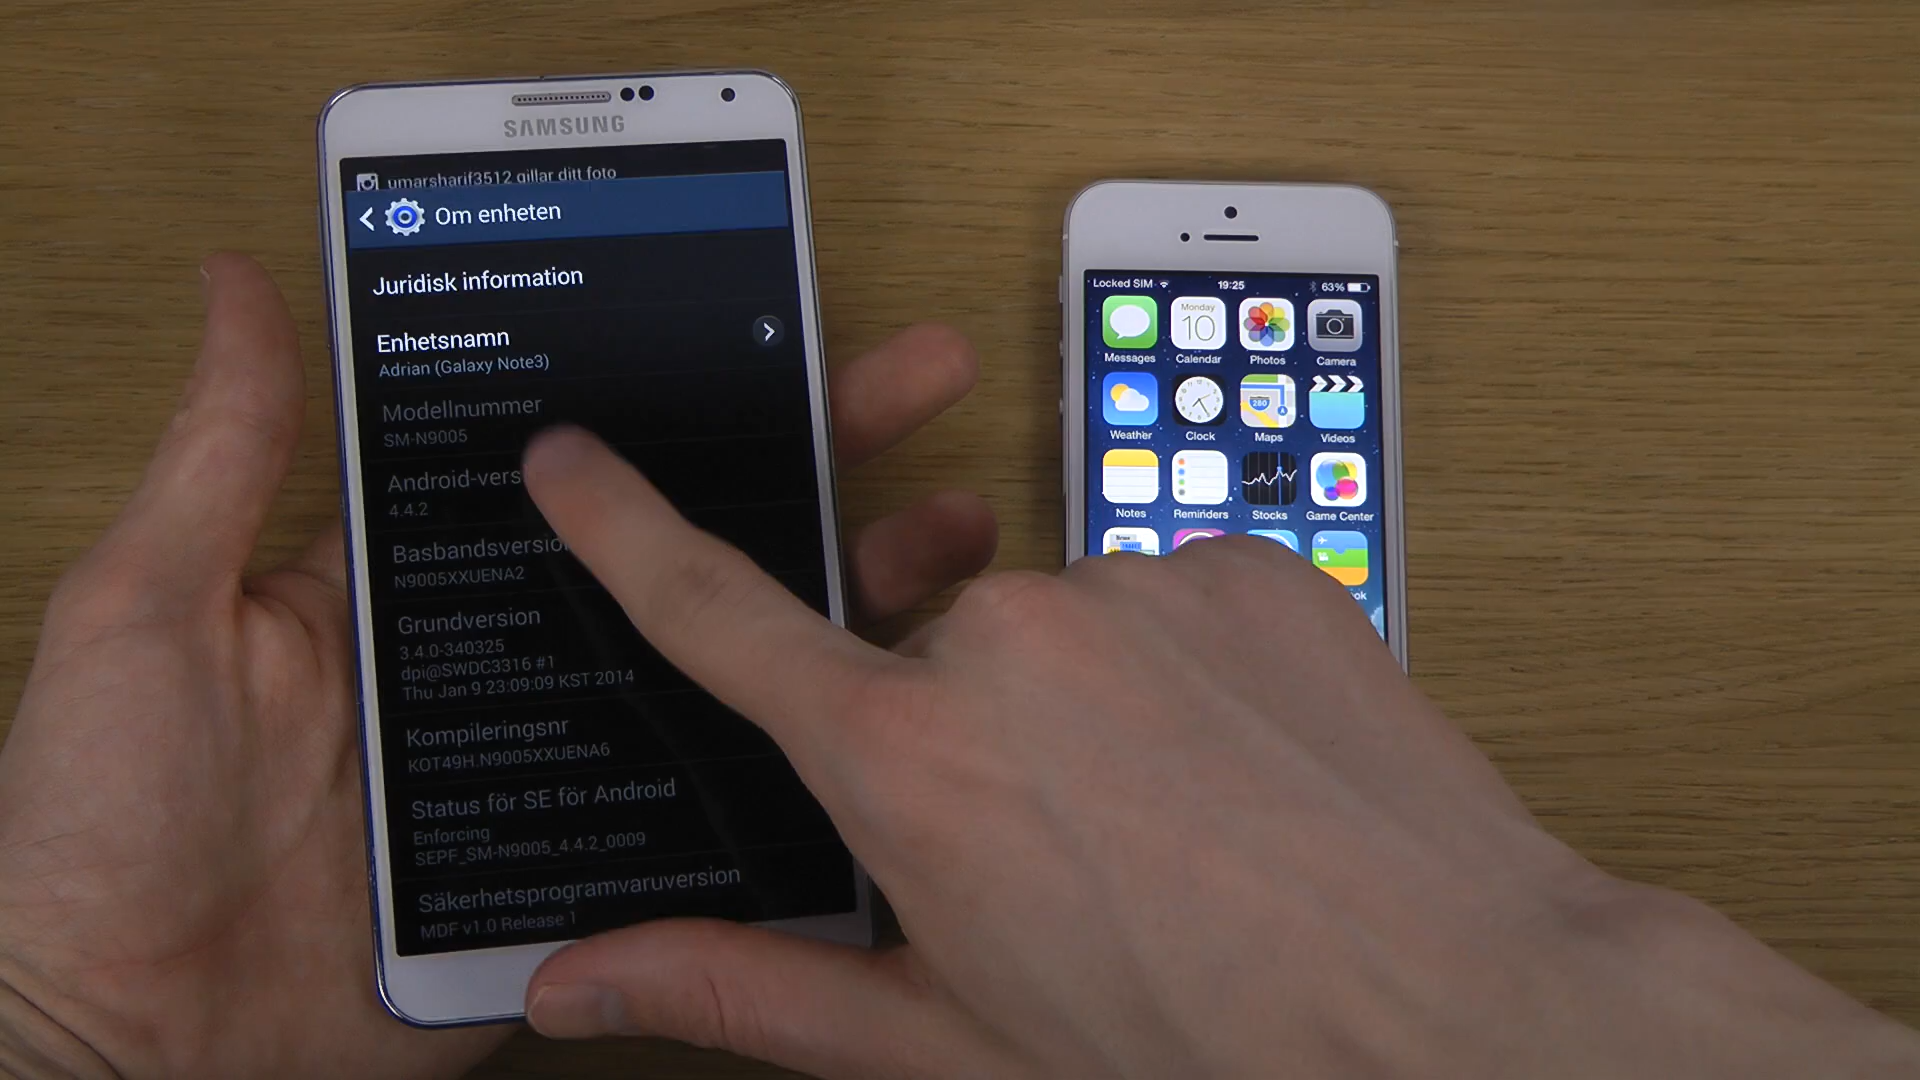 SAMSUNG
umarsharif3512 gillar ditt foto
Om enheten
Juridisk information
Enhetsnamn
Adrian (Galaxy Note3)
Modellnummer
SM-N9005
Android-vers
4.4.2
Basbandsversion
N9005XXUENA2
Grundversion
3.4.0-340325
dpi@SWDC3316 #1
Thu Jan 9 23:09:09 KST 2014
Kompileringsnr
KOT49H.N9005XXUENA6
Status för SE för Android
Enforcing
SEPF_SM-N9005_4.4.2_0009
Säkerhetsprogramvaruversion
MDF v1.0 Release 1
Locked SIM 19:25 63%
Monday
10
Messages Calendar Photos Camera
280
Weather Clock Maps Videos
Notes Reminders Stocks Game Center
ok